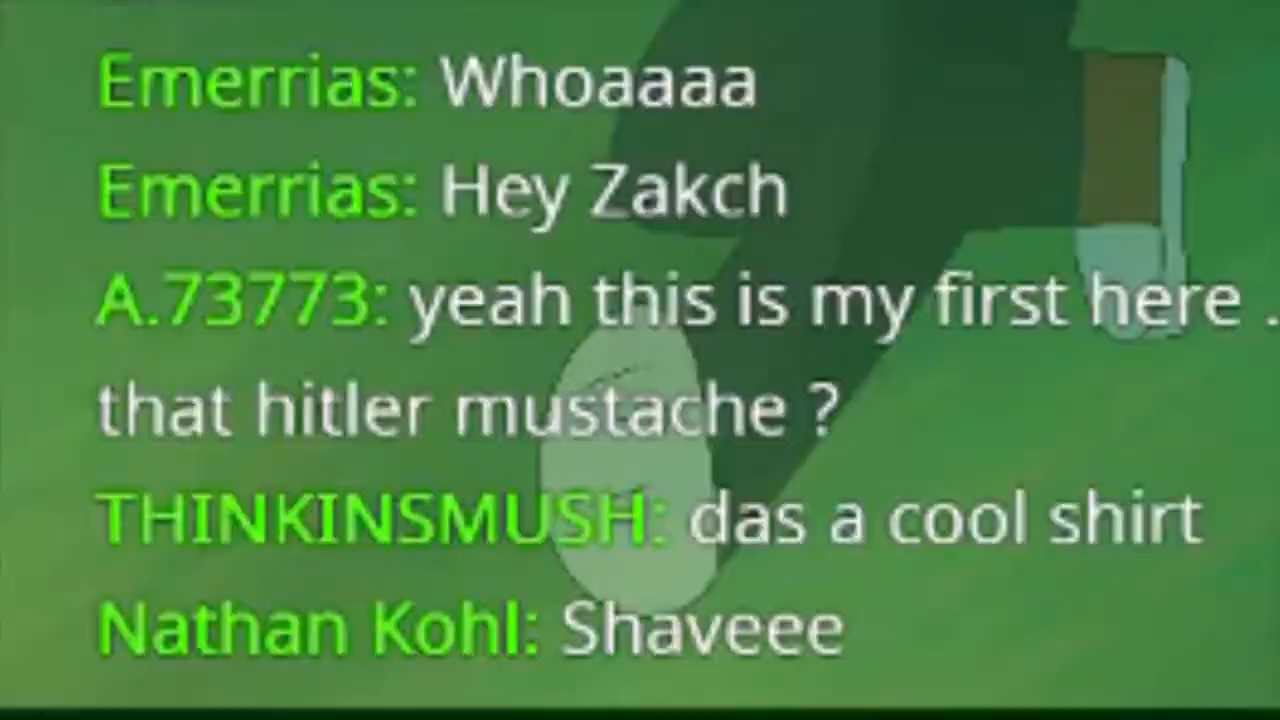 Emerrias: Whoaaaa
Emerrias: Hey Zakch
A.73773: yeah this is my first here .
that hitler mustache ?
THINKINSMUSH: das a cool shirt
Nathan Kohl: Shaveee